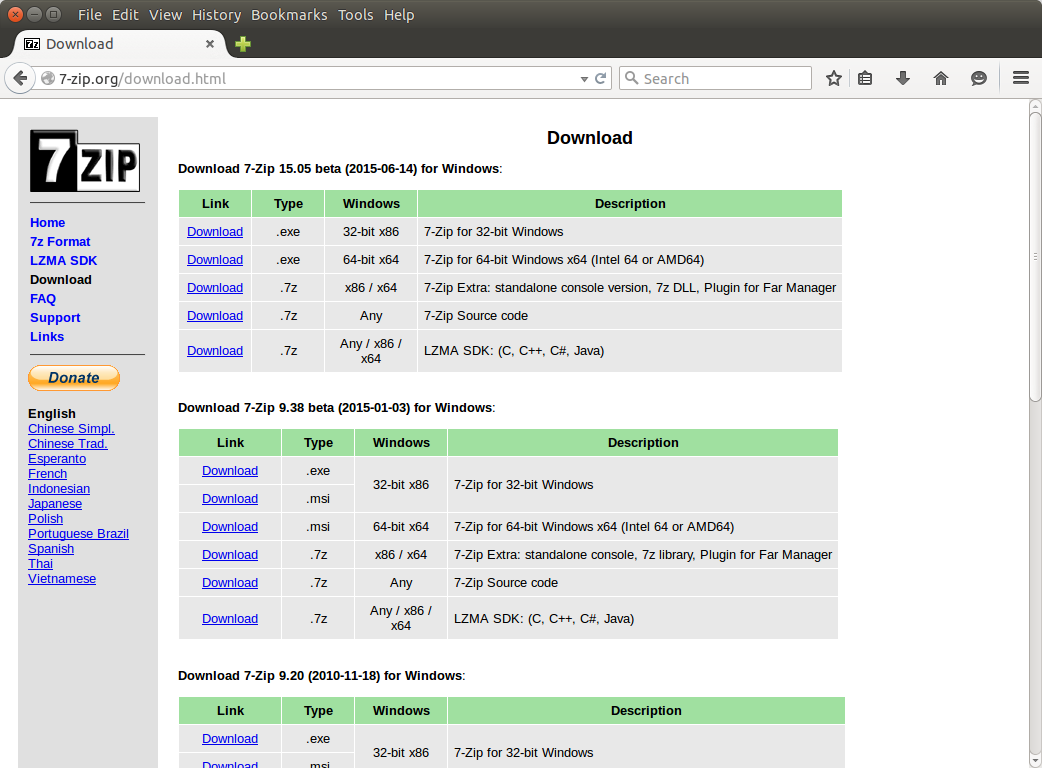 File Edit View History Bookmarks Tools Help
7z Download
7-zip.org/download.html
Search
7 ZIP
Home
7z Format
LZMA SDK
Download
FAQ
Support
Links
Donate
English
Chinese Simpl.
Chinese Trad.
Esperanto
French
Indonesian
Japanese
Polish
Portuguese Brazil
Spanish
Thai
Vietnamese
Download
Download 7-Zip 15.05 beta (2015-06-14) for Windows:
Link Type Windows Description
Download .exe 32-bit x86 7-Zip for 32-bit Windows
Download .exe 64-bit x64 7-Zip for 64-bit Windows x64 (Intel 64 or AMD64)
Download .7z x86 / x64 7-Zip Extra: standalone console version, 7z DLL, Plugin for Far Manager
Download .7z Any 7-Zip Source code
Download .7z Any / x86 / x64 LZMA SDK: (C, C++, C#, Java)
Download 7-Zip 9.38 beta (2015-01-03) for Windows:
Link Type Windows Description
Download .exe 32-bit x86 7-Zip for 32-bit Windows
Download .msi
Download .msi 64-bit x64 7-Zip for 64-bit Windows x64 (Intel 64 or AMD64)
Download .7z x86 / x64 7-Zip Extra: standalone console, 7z library, Plugin for Far Manager
Download .7z Any 7-Zip Source code
Download .7z Any / x86 / x64 LZMA SDK: (C, C++, C#, Java)
Download 7-Zip 9.20 (2010-11-18) for Windows:
Link Type Windows Description
Download .exe 32-bit x86 7-Zip for 32-bit Windows
Download .msi